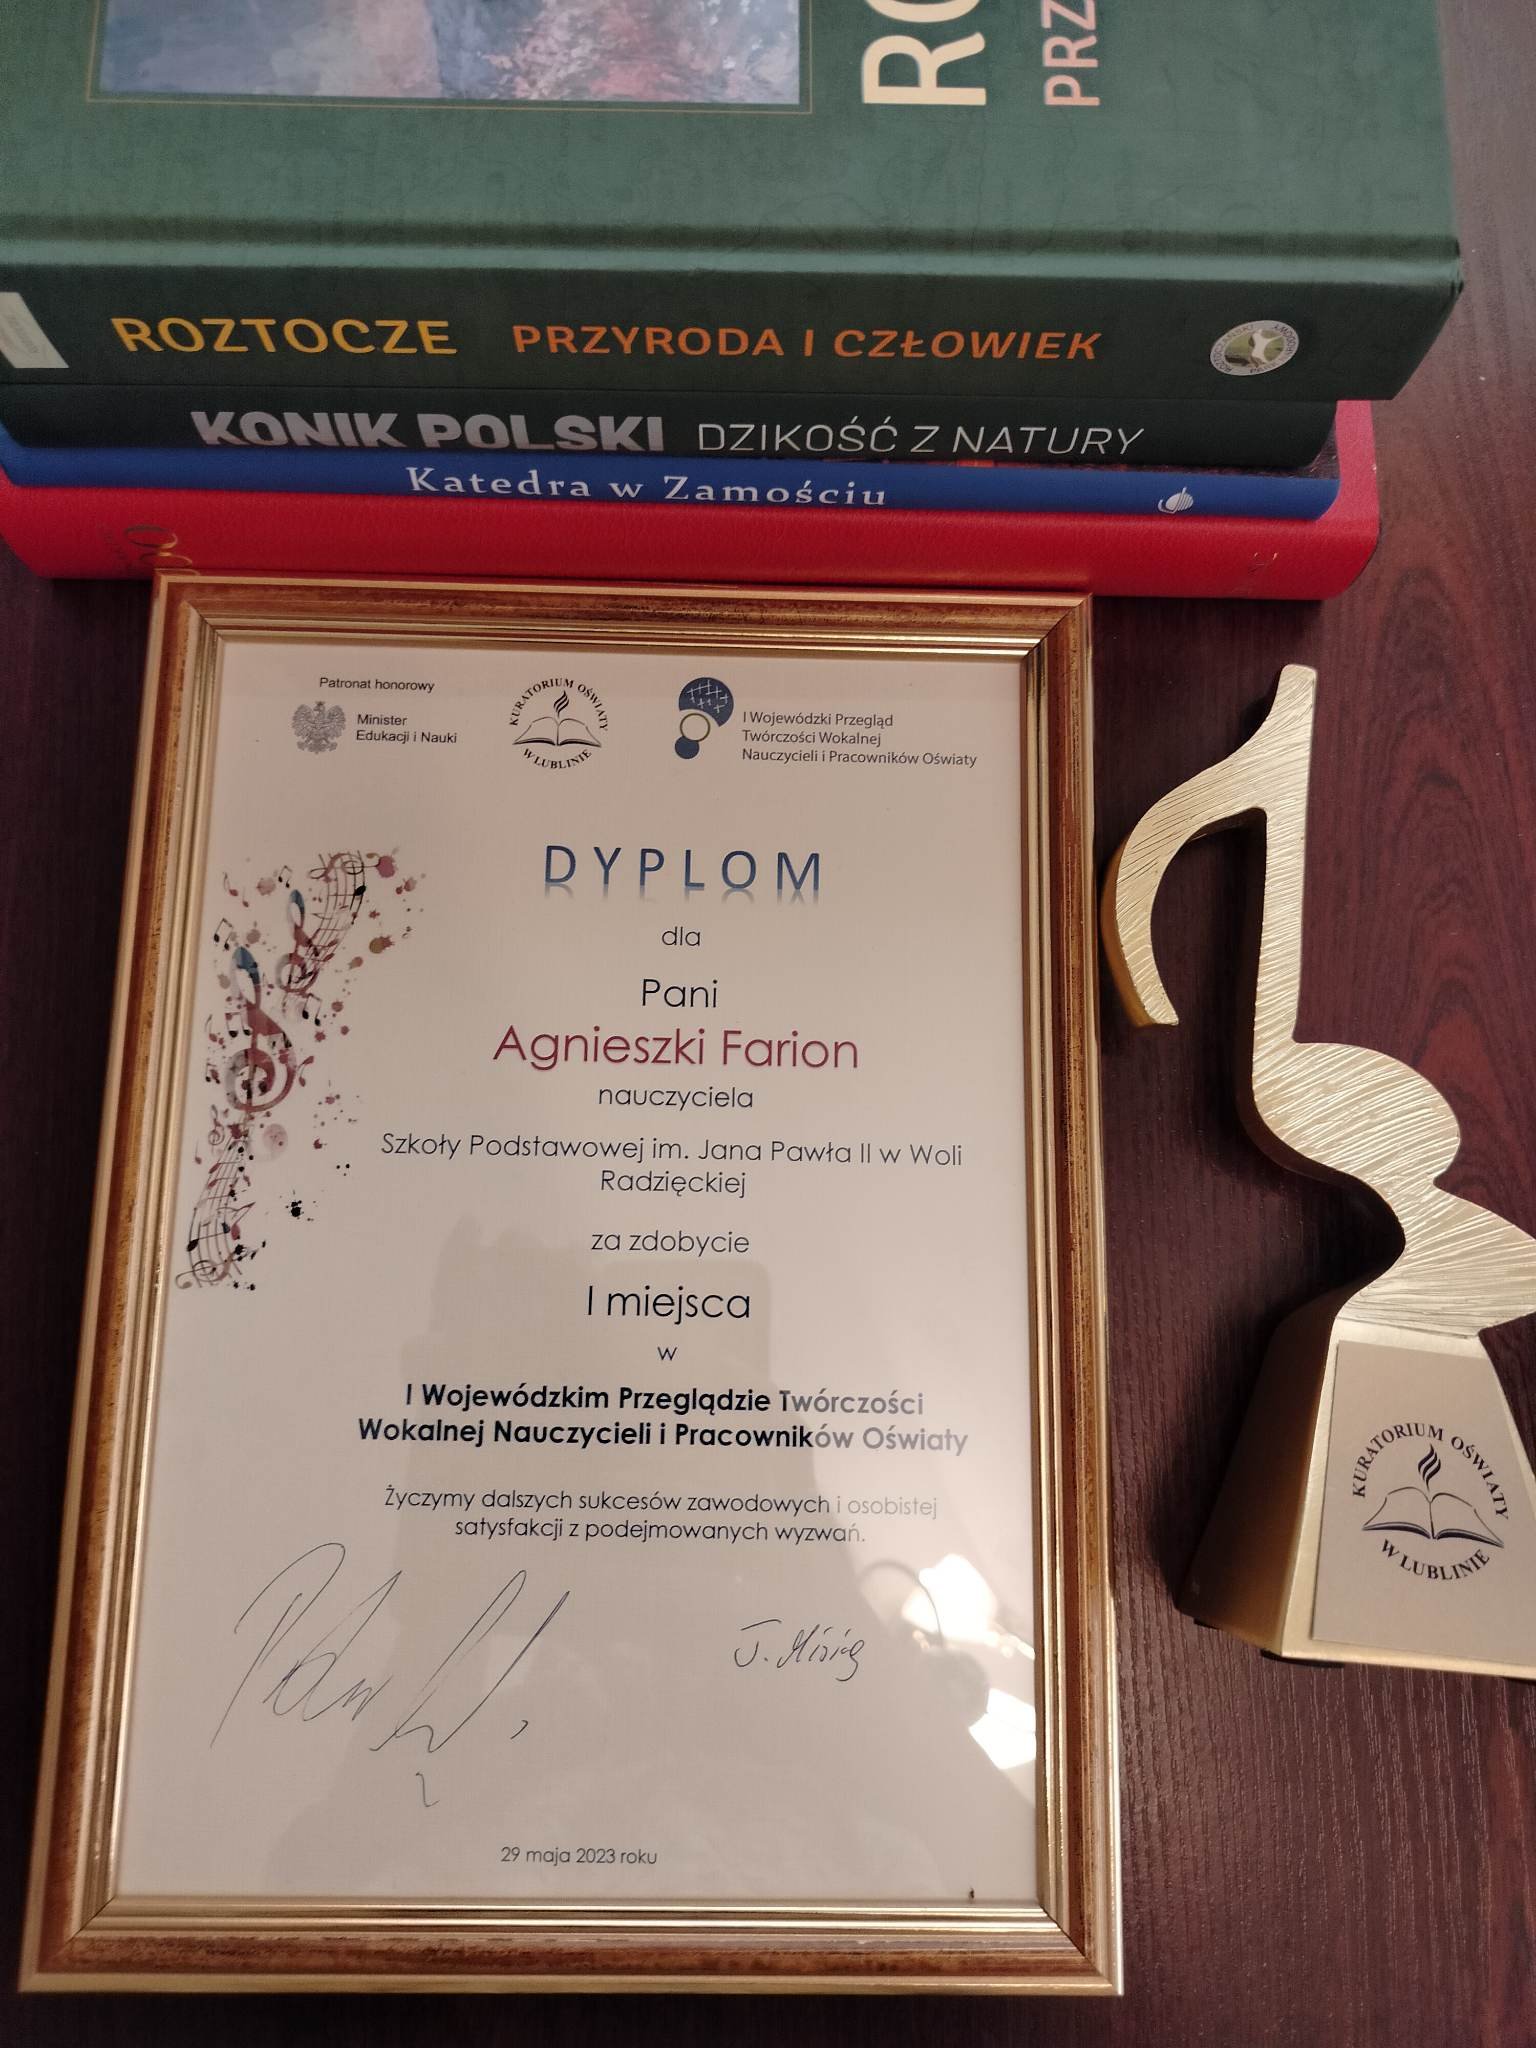 RO
PRZ
ROZTOCZE PRZYRODA I CZŁOWIEK
KONIK POLSKI DZIKOŚĆ Z NATURY
Katedra w Zamościu
Patronat honorowy
Minister
Edukacji i Nauki
KURATORIUM OŚWIATY
W LUBLINIE
I Wojewódzki Przegląd
Twórczości Wokalnej
Nauczycieli i Pracowników Oświaty
DYPLOM
dla
Pani
Agnieszki Farion
nauczyciela
Szkoły Podstawowej im. Jana Pawła II w Woli
Radzięckiej
za zdobycie
I miejsca
w
I Wojewódzkim Przeglądzie Twórczości
Wokalnej Nauczycieli i Pracowników Oświaty
Życzymy dalszych sukcesów zawodowych i osobistej
satysfakcji z podejmowanych wyzwań.
29 maja 2023 roku
KURATORIUM OŚWIATY
W LUBLINIE